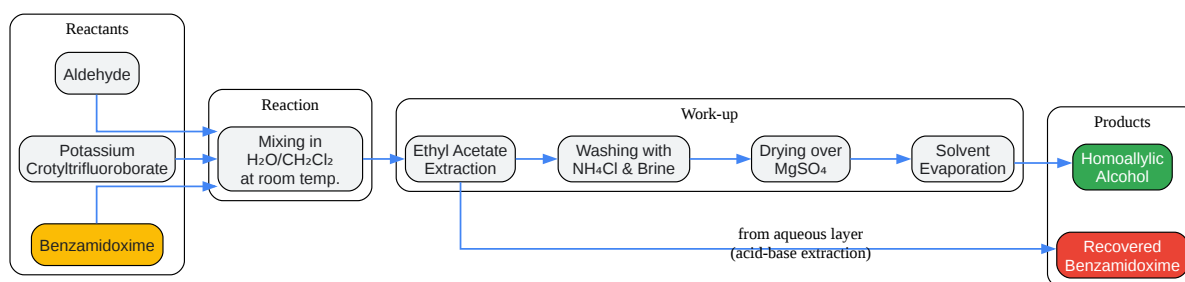 Reactants
Aldehyde
Potassium
Crotyltrifluoroborate
Benzamidoxime
Reaction
Mixing in
H₂O/CH₂Cl₂
at room temp.
Work-up
Ethyl Acetate
Extraction
Washing with
NH₄Cl & Brine
Drying over
MgSO₄
Solvent
Evaporation
from aqueous layer
(acid-base extraction)
Products
Homoallylic
Alcohol
Recovered
Benzamidoxime